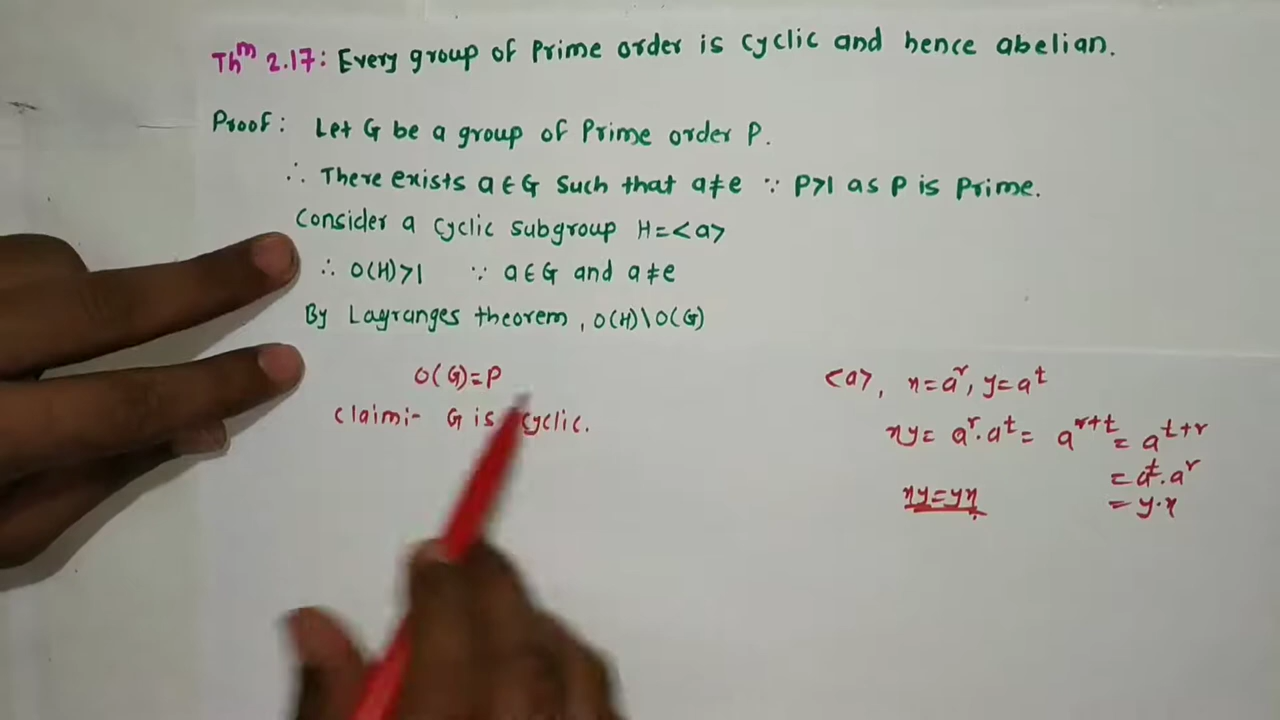 Thm 2.17: Every group of Prime order is cyclic and hence abelian.
Proof: Let G be a group of Prime order P.
∴ There exists a ∈ G Such that a≠e ∵ P>1 as P is Prime.
Consider a cyclic subgroup H=<a>
∴ O(H)>1 ∵ a∈G and a≠e
By Lagranges theorem, O(H)\O(G)
O(G)=P
Claim:- G is cyclic.
<a>, x=a^r, y=a^t
xy= a^r.a^t= a^r+t = a^t+r
= a^t.a^r
xy=yx = y.x